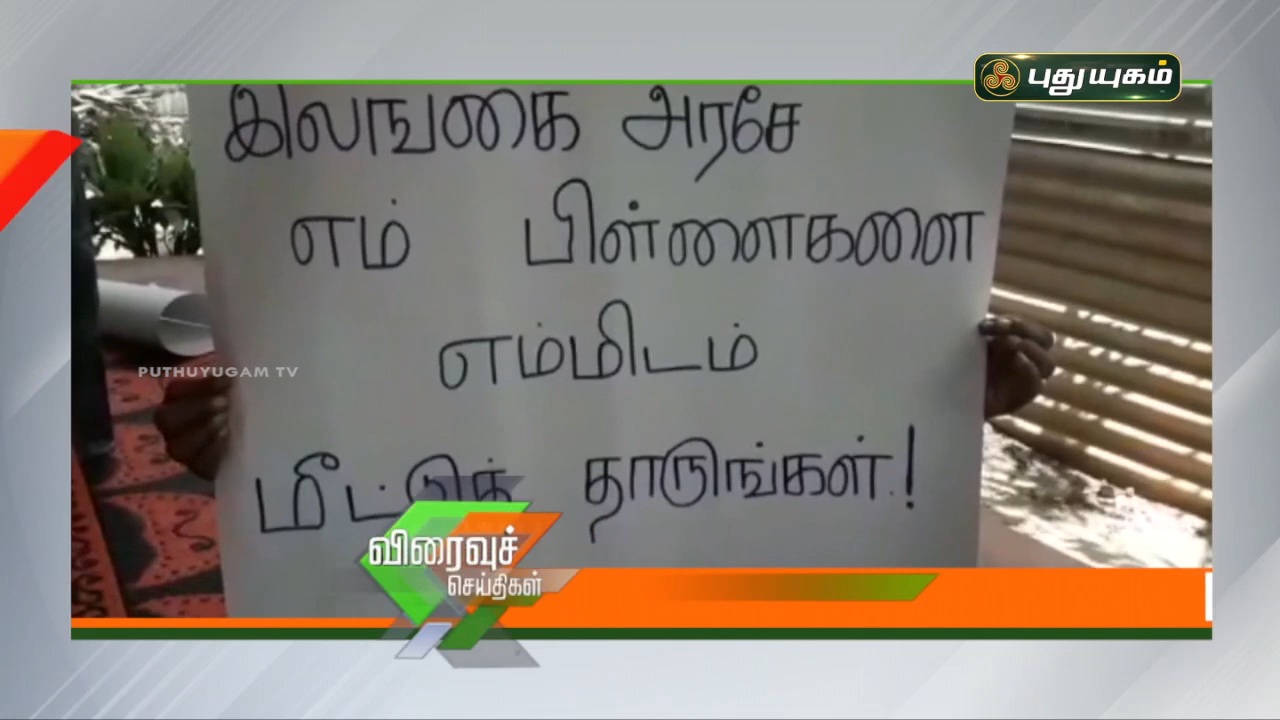 புதுயுகம்
இலங்கை அரசே
எம் பிள்ளைகளை
எம்மிடம்
PUTHUYUGAM TV
மீட்டுத் தாருங்கள்.!
விரைவுச்
செய்திகள்